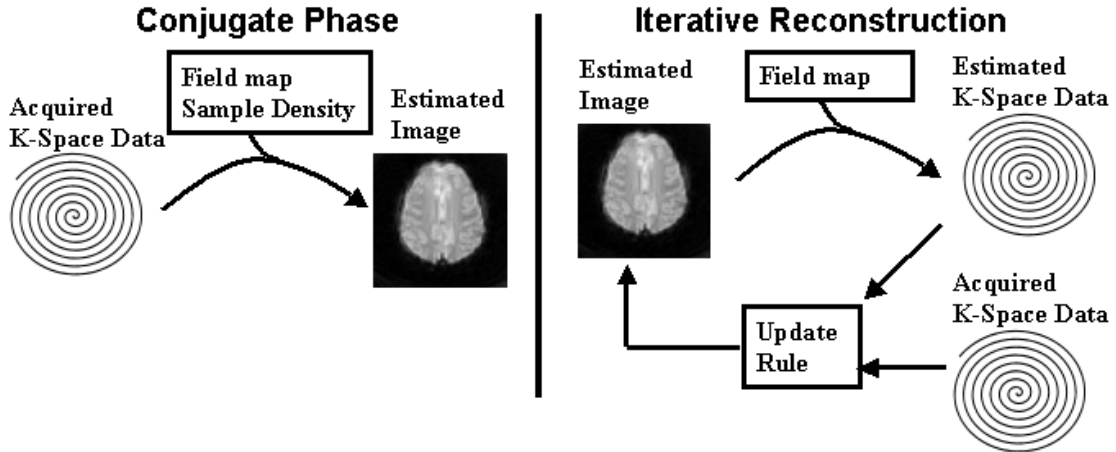 Conjugate Phase
Field map
Sample Density
Acquired
K-Space Data
Estimated
Image
Iterative Reconstruction
Estimated
Image
Field map
Estimated
K-Space Data
Update
Rule
Acquired
K-Space Data